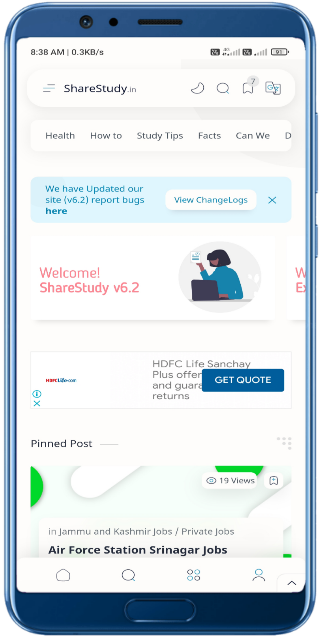 8:38 AM | 0.3KB/s
91
ShareStudy.in
7
Health How to Study Tips Facts Can We D
We have Updated our
site (v6.2) report bugs
here
View ChangeLogs
Welcome!
ShareStudy v6.2
W
Ex
HDFC Life.com
HDFC Life Sanchay
Plus offer
and guara
returns
GET QUOTE
Pinned Post
19 Views
in Jammu and Kashmir Jobs / Private Jobs
Air Force Station Srinagar Jobs